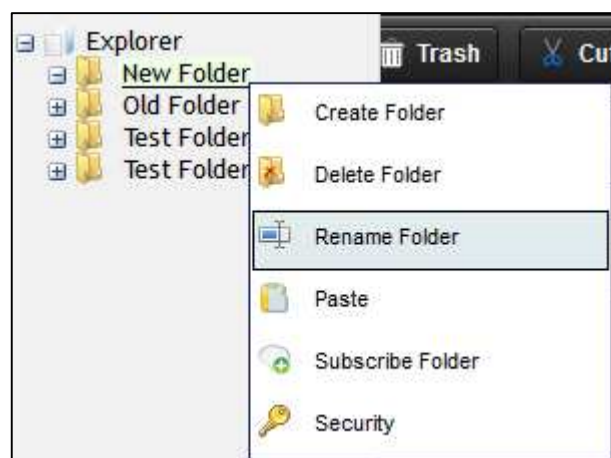 Explorer
New Folder
Old Folder
Test Folder
Test Folder
Trash
Cu
Create Folder
Delete Folder
Rename Folder
Paste
Subscribe Folder
Security